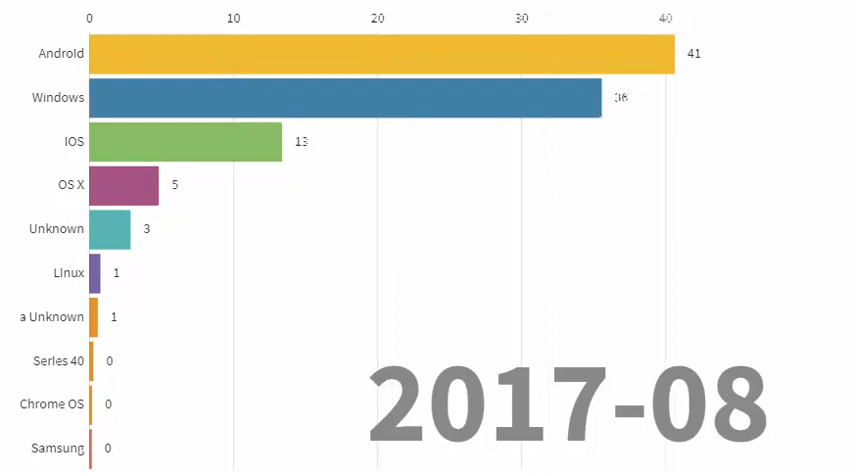 0 10 20 30 40
Android 41
Windows 36
IOS 13
OS X 5
Unknown 3
LInux 1
a Unknown 1
Series 40 0
Chrome OS 0
Samsung 0
2017-08